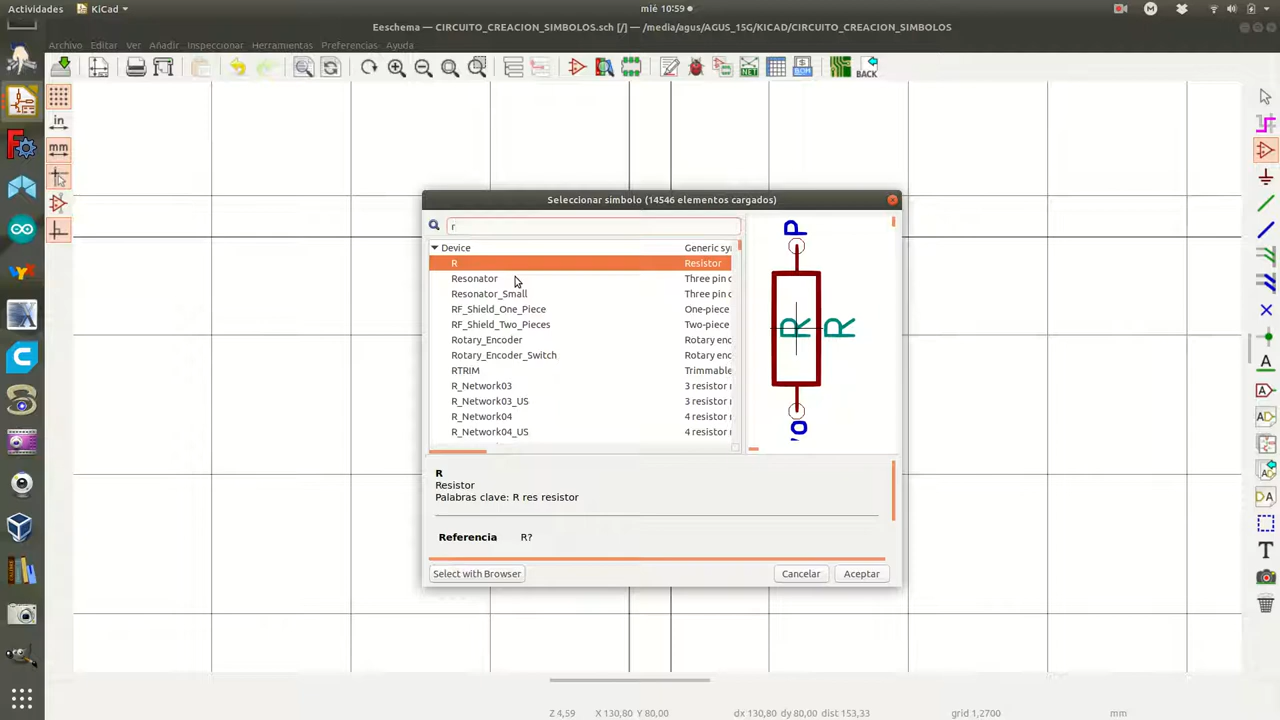 Actividades
KiCad
mié 10:59
Eeschema — CIRCUITO_CREACION_SIMBOLOS.sch [/] — /media/agus/AGUS_15G/KICAD/CIRCUITO_CREACION_SIMBOLOS
Archivo Editar Ver Añadir Inspeccionar Herramientas Preferencias Ayuda
NET
BOM
BACK
in
mm
Seleccionar símbolo (14546 elementos cargados)
r
Device Generic sy
R Resistor
Resonator Three pin c
Resonator_Small Three pin c
RF_Shield_One_Piece One-piece
RF_Shield_Two_Pieces Two-piece
Rotary_Encoder Rotary enc
Rotary_Encoder_Switch Rotary enc
RTRIM Trimmable
R_Network03 3 resistor r
R_Network03_US 3 resistor r
R_Network04 4 resistor r
R_Network04_US 4 resistor r
P
R R
R
Resistor
Palabras clave: R res resistor
Referencia R?
Select with Browser Cancelar Aceptar
Z 4,59 X 130,80 Y 80,00 dx 130,80 dy 80,00 dist 153,33 grid 1,2700 mm